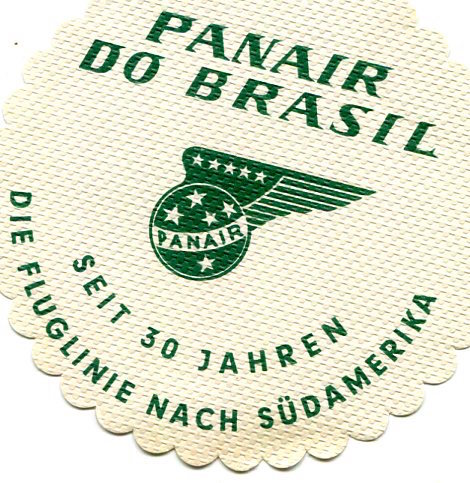 PANAIR
DO BRASIL
PANAIR
SEIT 30 JAHREN
DIE FLUGLINIE NACH SÜDAMERIKA